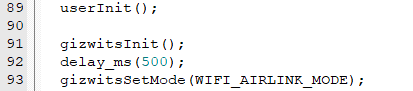 89 userInit();
90
91 gizwitsInit();
92 delay_ms(500);
93 gizwitsSetMode(WIFI_AIRLINK_MODE);